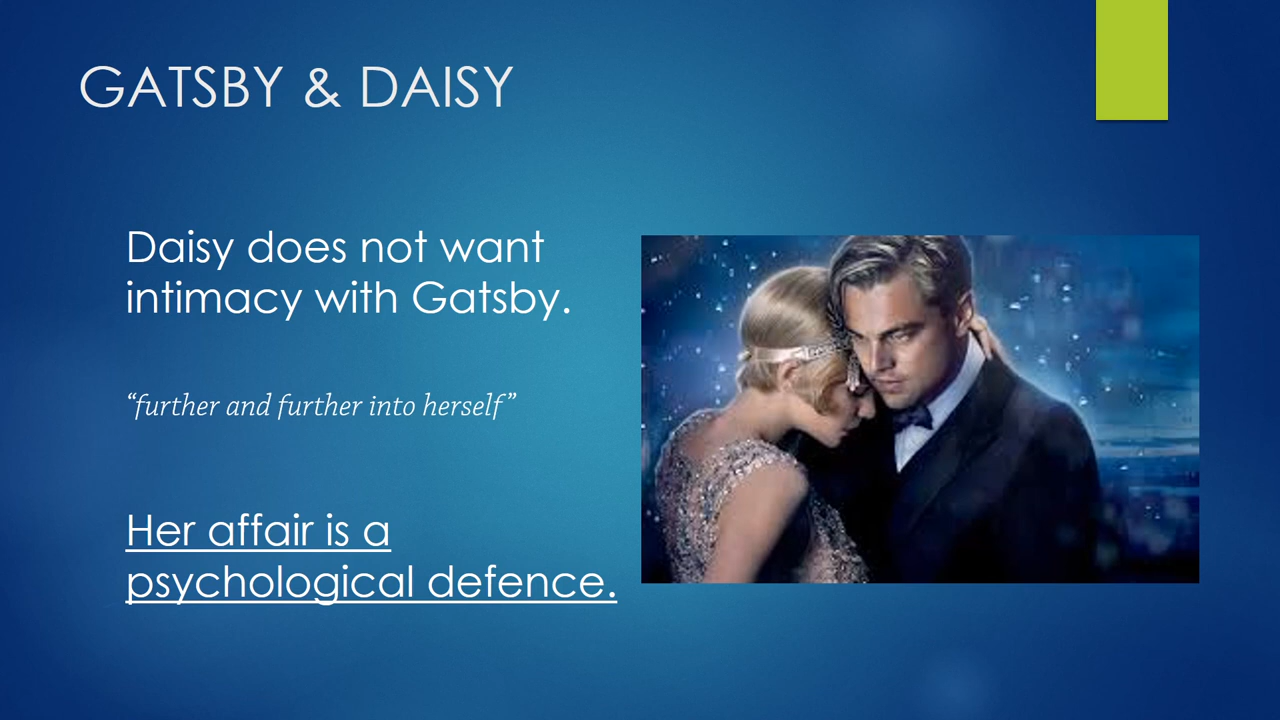 GATSBY & DAISY
Daisy does not want
intimacy with Gatsby.
“further and further into herself”
Her affair is a
psychological defence.